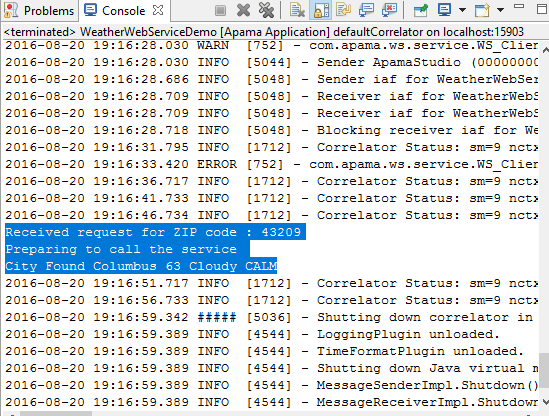 Problems Console
<terminated> WeatherWebServiceDemo [Apama Application] defaultCorrelator on localhost:15903
2016-08-20 19:16:28.030 WARN [752] - com.apama.ws.service.WS_Clien
2016-08-20 19:16:28.030 INFO [5044] - Sender ApamaStudio (00000000
2016-08-20 19:16:28.686 INFO [5048] - Sender iaf for WeatherWebSer
2016-08-20 19:16:28.709 INFO [5048] - Receiver iaf for WeatherWebS
2016-08-20 19:16:28.709 INFO [5048] - Receiver iaf for WeatherWebS
2016-08-20 19:16:28.718 INFO [5048] - Blocking receiver iaf for We
2016-08-20 19:16:31.795 INFO [1712] - Correlator Status: sm=9 nctx
2016-08-20 19:16:33.420 ERROR [752] - com.apama.ws.service.WS_Clie
2016-08-20 19:16:36.717 INFO [1712] - Correlator Status: sm=9 nctx
2016-08-20 19:16:41.733 INFO [1712] - Correlator Status: sm=9 nctx
2016-08-20 19:16:46.734 INFO [1712] - Correlator Status: sm=9 nctx
Received request for ZIP code : 43209
Preparing to call the service
City Found Columbus 63 Cloudy CALM
2016-08-20 19:16:51.717 INFO [1712] - Correlator Status: sm=9 nctx
2016-08-20 19:16:56.733 INFO [1712] - Correlator Status: sm=9 nctx
2016-08-20 19:16:59.342 ##### [5036] - Shutting down correlator in
2016-08-20 19:16:59.389 INFO [4544] - LoggingPlugin unloaded.
2016-08-20 19:16:59.389 INFO [4544] - TimeFormatPlugin unloaded.
2016-08-20 19:16:59.389 INFO [4544] - Shutting down Java virtual m
2016-08-20 19:16:59.389 INFO [4544] - MessageSenderImpl.Shutdown()
2016-08-20 19:16:59.389 INFO [4544] - MessageReceiverImpl.Shutdown